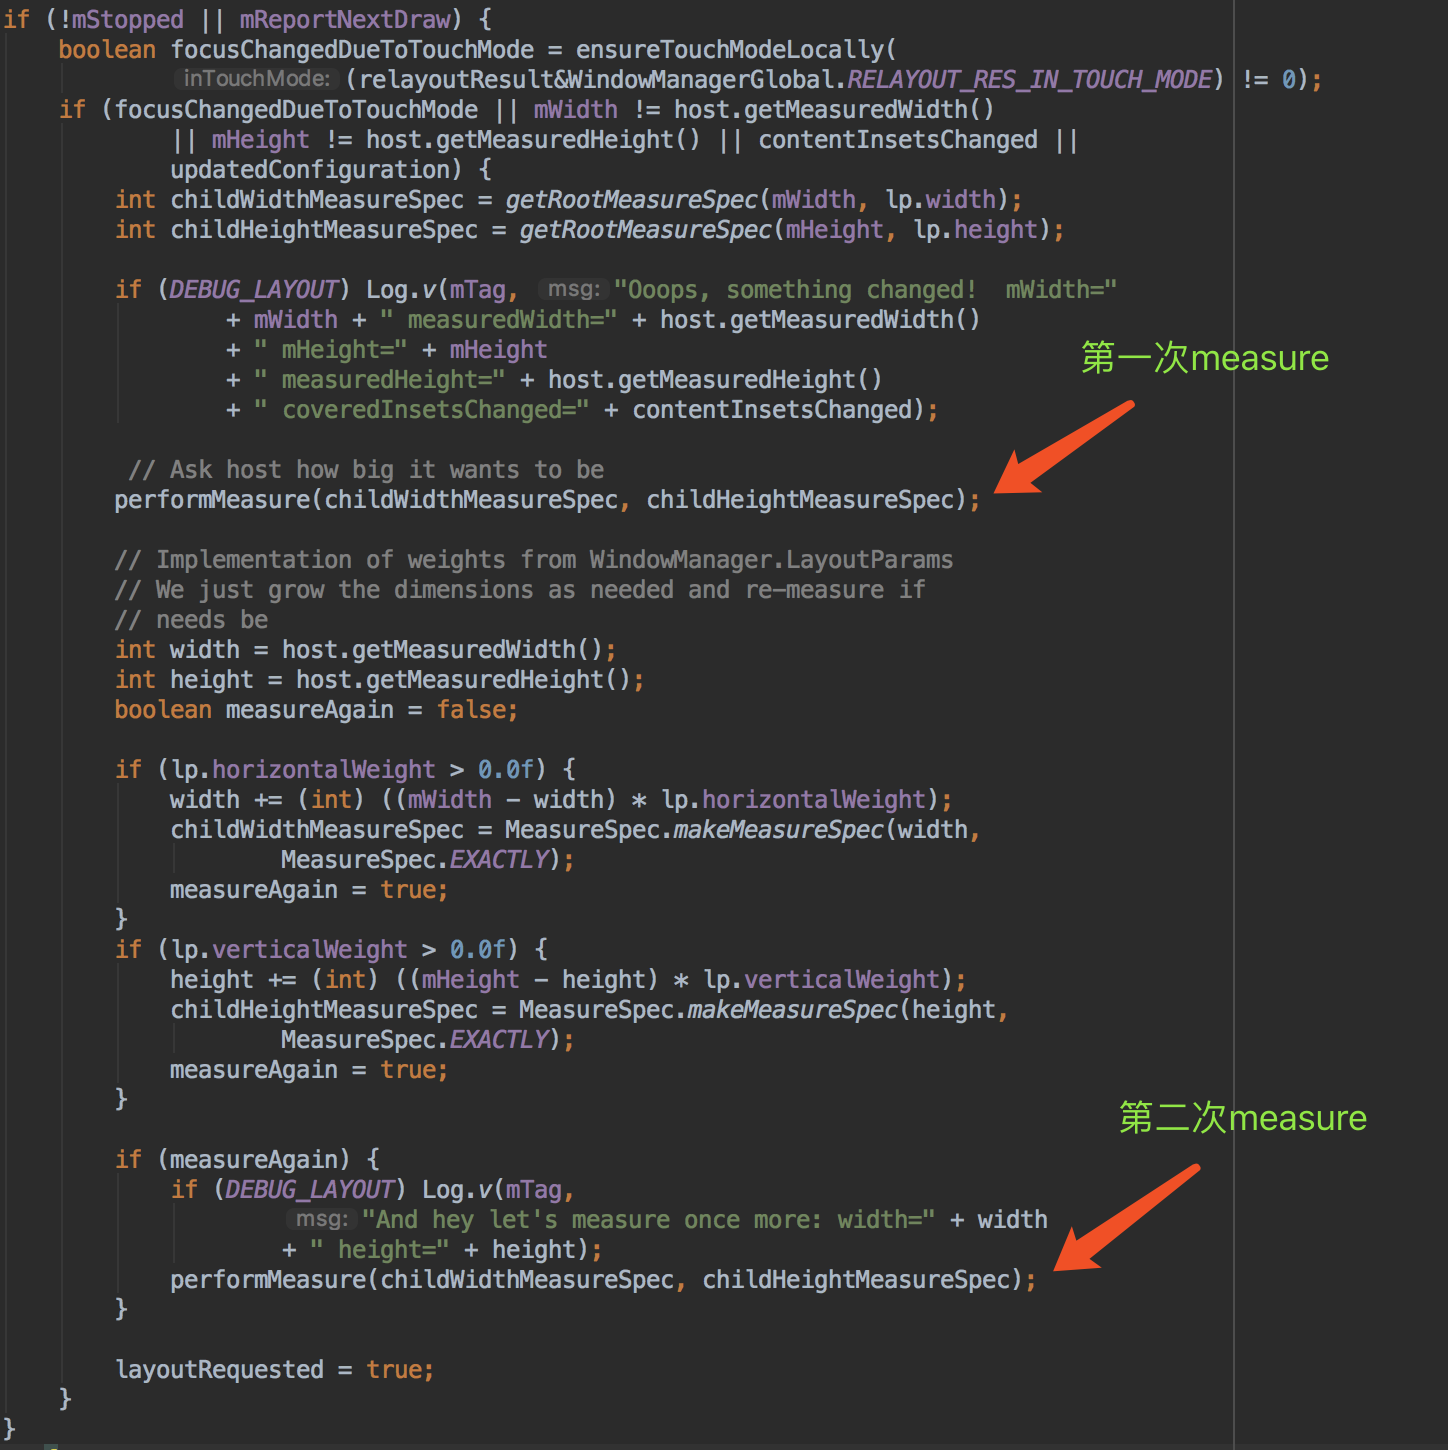 if (!mStopped || mReportNextDraw) {
boolean focusChangedDueToTouchMode = ensureTouchModeLocally(
inTouchMode: (relayoutResult&WindowManagerGlobal.RELAYOUT_RES_IN_TOUCH_MODE) != 0);
if (focusChangedDueToTouchMode || mWidth != host.getMeasuredWidth()
|| mHeight != host.getMeasuredHeight() || contentInsetsChanged ||
updatedConfiguration) {
int childWidthMeasureSpec = getRootMeasureSpec(mWidth, lp.width);
int childHeightMeasureSpec = getRootMeasureSpec(mHeight, lp.height);
if (DEBUG_LAYOUT) Log.v(mTag, msg: "Ooops, something changed!  mWidth="
+ mWidth + " measuredWidth=" + host.getMeasuredWidth()
+ " mHeight=" + mHeight
第一次measure
+ " measuredHeight=" + host.getMeasuredHeight()
+ " coveredInsetsChanged=" + contentInsetsChanged);
// Ask host how big it wants to be
performMeasure(childWidthMeasureSpec, childHeightMeasureSpec);
// Implementation of weights from WindowManager.LayoutParams
// We just grow the dimensions as needed and re-measure if
// needs be
int width = host.getMeasuredWidth();
int height = host.getMeasuredHeight();
boolean measureAgain = false;
if (lp.horizontalWeight > 0.0f) {
width += (int) ((mWidth - width) * lp.horizontalWeight);
childWidthMeasureSpec = MeasureSpec.makeMeasureSpec(width,
MeasureSpec.EXACTLY);
measureAgain = true;
}
if (lp.verticalWeight > 0.0f) {
height += (int) ((mHeight - height) * lp.verticalWeight);
childHeightMeasureSpec = MeasureSpec.makeMeasureSpec(height,
MeasureSpec.EXACTLY);
measureAgain = true;
}
第二次measure
if (measureAgain) {
if (DEBUG_LAYOUT) Log.v(mTag,
msg: "And hey let's measure once more: width=" + width
+ " height=" + height);
performMeasure(childWidthMeasureSpec, childHeightMeasureSpec);
}
layoutRequested = true;
}
}